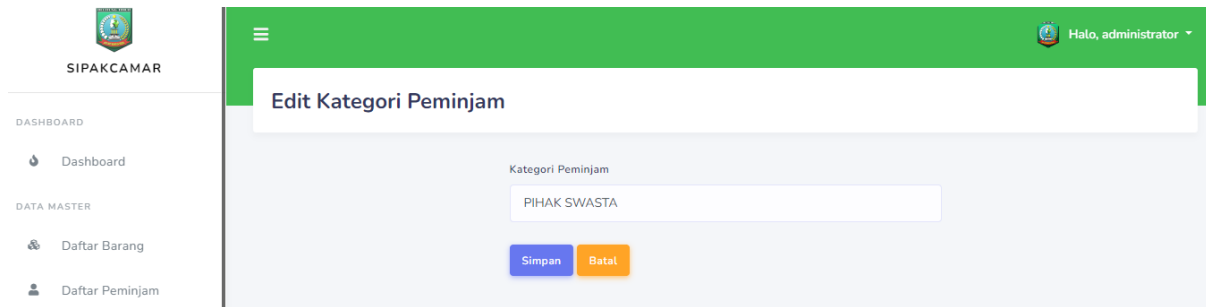 SIPAKCAMAR
DASHBOARD
Dashboard
DATA MASTER
Daftar Barang
Daftar Peminjam
Halo, administrator
Edit Kategori Peminjam
Kategori Peminjam
PIHAK SWASTA
Simpan
Batal